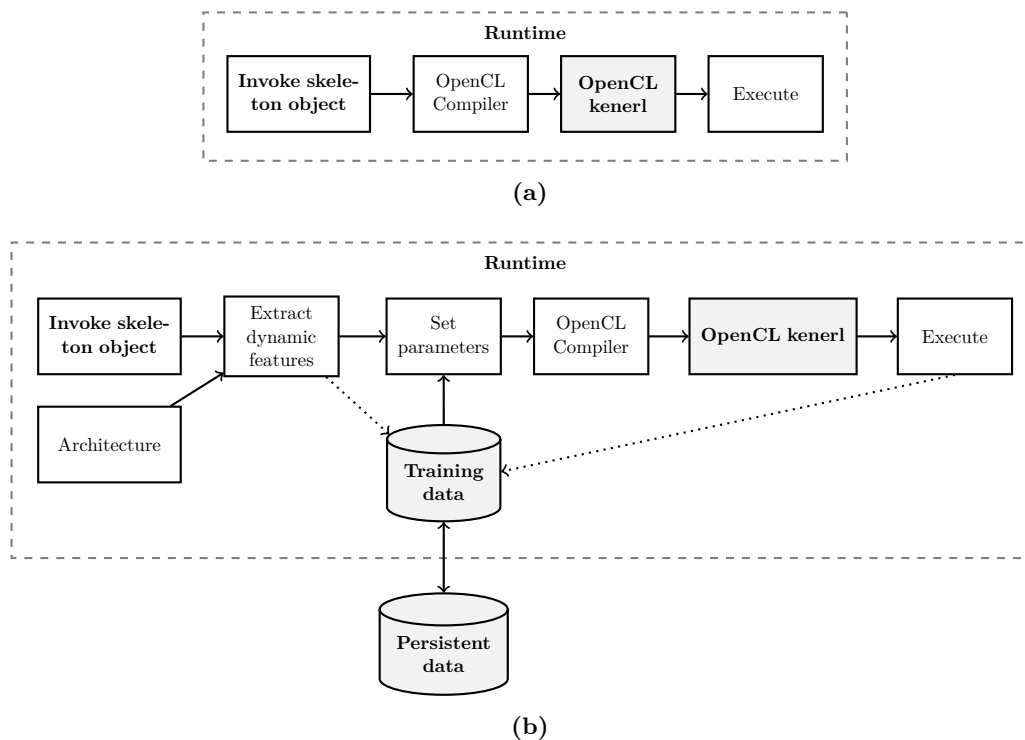 Runtime
Invoke skele-
ton object
OpenCL
Compiler
OpenCL
kenerl
Execute
(a)
Runtime
Invoke skele-
ton object
Extract
dynamic
features
Set
parameters
OpenCL
Compiler
OpenCL kenerl
Execute
Architecture
Training
data
Persistent
data
(b)